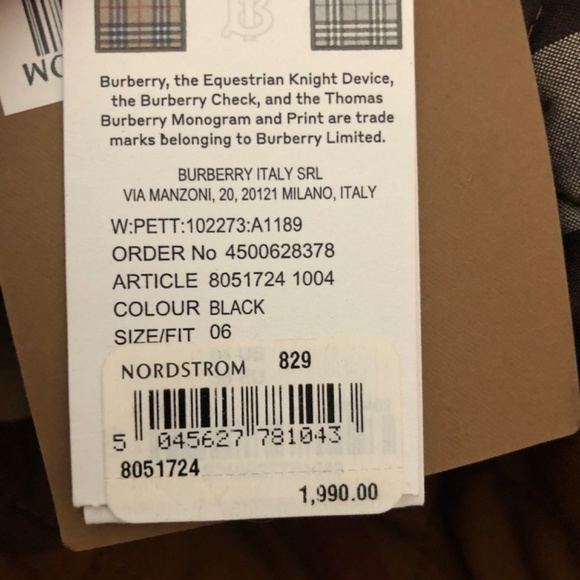 WO
Burberry, the Equestrian Knight Device,
the Burberry Check, and the Thomas
Burberry Monogram and Print are trade
marks belonging to Burberry Limited.
BURBERRY ITALY SRL
VIA MANZONI, 20, 20121 MILANO, ITALY
W:PETT:102273:A1189
ORDER No 4500628378
ARTICLE 8051724 1004
COLOUR BLACK
SIZE/FIT 06
NORDSTROM 829
5 045627 781043
8051724
1,990.00